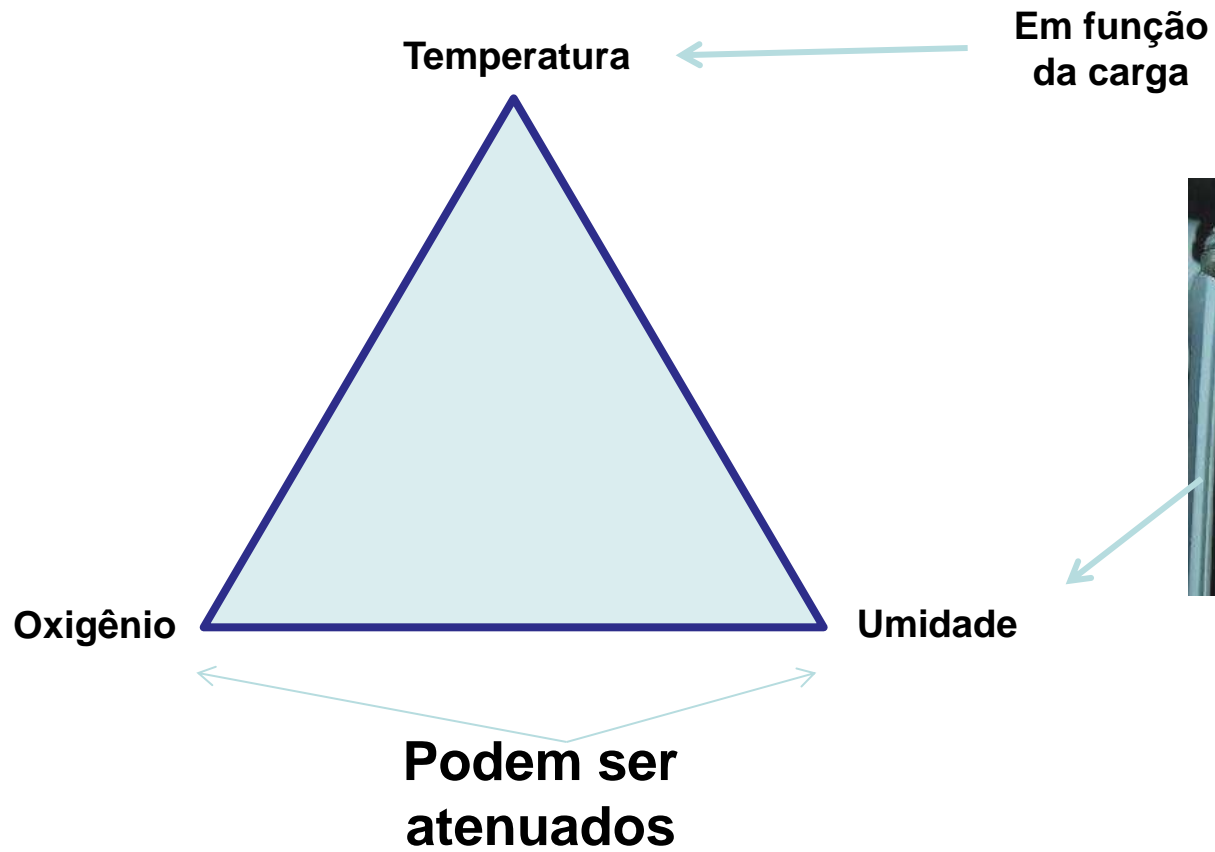 Em função
da carga
Temperatura
Oxigênio
Umidade
Podem ser
atenuados